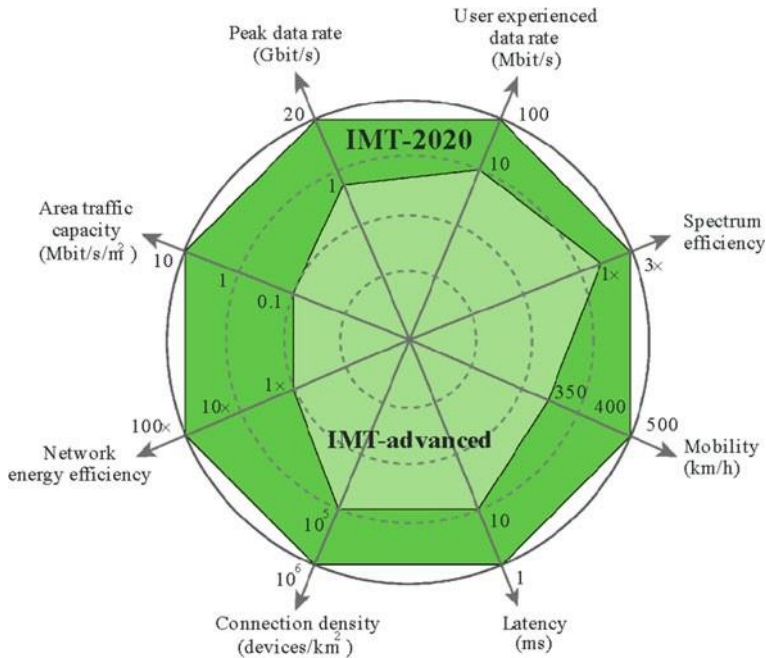 Peak data rate
(Gbit/s)
User experienced
data rate
(Mbit/s)
20
100
IMT-2020
1
10
Area traffic
capacity
(Mbit/s/m²)
Spectrum
efficiency
10
1
0.1
1×
3×
1×
10×
100×
350
400
500
Network
energy efficiency
IMT-advanced
Mobility
(km/h)
10⁵
10
10⁶
1
Connection density
(devices/km²)
Latency
(ms)